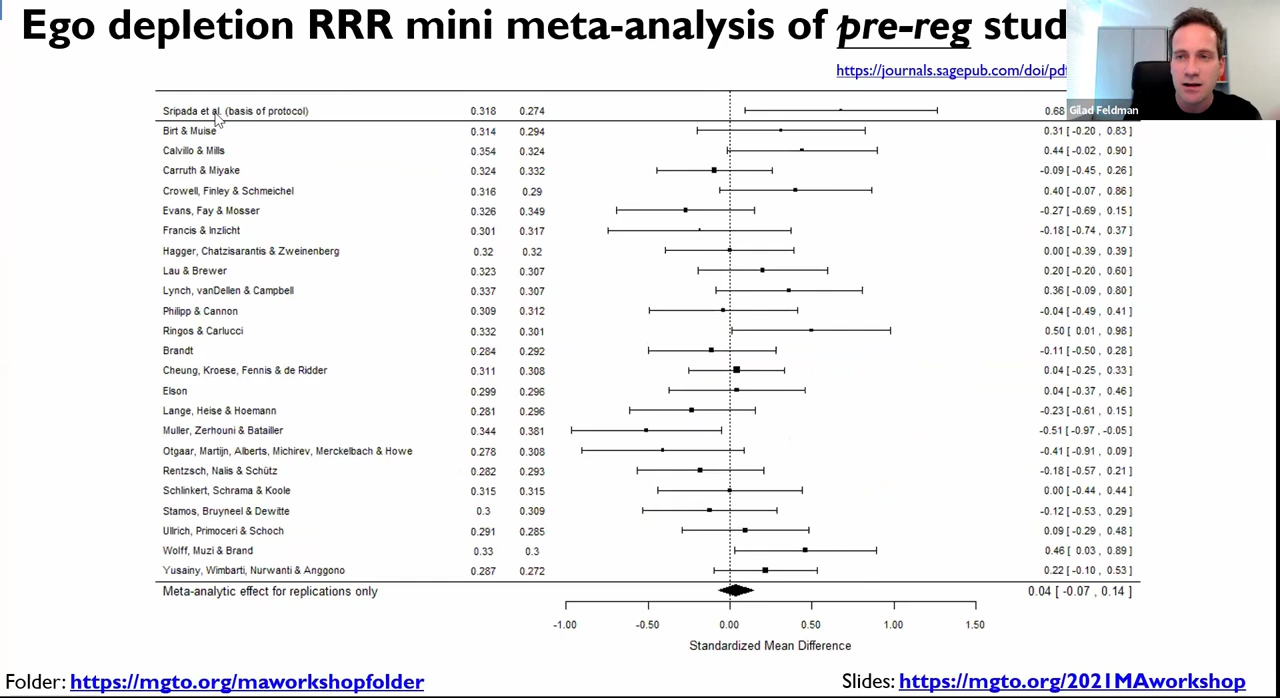 Ego depletion RRR mini meta-analysis of pre-reg stud
https://journals.sagepub.com/doi/pdf
Gilad Feldman
Sripada et al. (basis of protocol) 0.318 0.274 0.68
Birt & Muise 0.314 0.294 0.31 [ -0.20 , 0.83 ]
Calvillo & Mills 0.354 0.324 0.44 [ -0.02 , 0.90 ]
Carruth & Miyake 0.324 0.332 -0.09 [ -0.45 , 0.26 ]
Crowell, Finley & Schmeichel 0.316 0.29 0.40 [ -0.07 , 0.86 ]
Evans, Fay & Mosser 0.326 0.349 -0.27 [ -0.69 , 0.15 ]
Francis & Inzlicht 0.301 0.317 -0.18 [ -0.74 , 0.37 ]
Hagger, Chatzisarantis & Zweinenberg 0.32 0.32 0.00 [ -0.39 , 0.39 ]
Lau & Brewer 0.323 0.307 0.20 [ -0.20 , 0.60 ]
Lynch, vanDellen & Campbell 0.337 0.307 0.36 [ -0.09 , 0.80 ]
Philipp & Cannon 0.309 0.312 -0.04 [ -0.49 , 0.41 ]
Ringos & Carlucci 0.332 0.301 0.50 [ 0.01 , 0.98 ]
Brandt 0.284 0.292 -0.11 [ -0.50 , 0.28 ]
Cheung, Kroese, Fennis & de Ridder 0.311 0.308 0.04 [ -0.25 , 0.33 ]
Elson 0.299 0.296 0.04 [ -0.37 , 0.46 ]
Lange, Heise & Hoemann 0.281 0.296 -0.23 [ -0.61 , 0.15 ]
Muller, Zerhouni & Batailler 0.344 0.381 -0.51 [ -0.97 , -0.05 ]
Otgaar, Martijn, Alberts, Michirev, Merckelbach & Howe 0.278 0.308 -0.41 [ -0.91 , 0.09 ]
Rentzsch, Nalis & Schütz 0.282 0.293 -0.18 [ -0.57 , 0.21 ]
Schlinkert, Schrama & Koole 0.315 0.315 0.00 [ -0.44 , 0.44 ]
Stamos, Bruyneel & Dewitte 0.3 0.309 -0.12 [ -0.53 , 0.29 ]
Ullrich, Primoceri & Schoch 0.291 0.285 0.09 [ -0.29 , 0.48 ]
Wolff, Muzi & Brand 0.33 0.3 0.46 [ 0.03 , 0.89 ]
Yusainy, Wimbarti, Nurwanti & Anggono 0.287 0.272 0.22 [ -0.10 , 0.53 ]
Meta-analytic effect for replications only 0.04 [ -0.07 , 0.14 ]
-1.00 -0.50 0.00 0.50 1.00 1.50
Standardized Mean Difference
Folder: https://mgto.org/maworkshopfolder Slides: https://mgto.org/2021MAworkshop